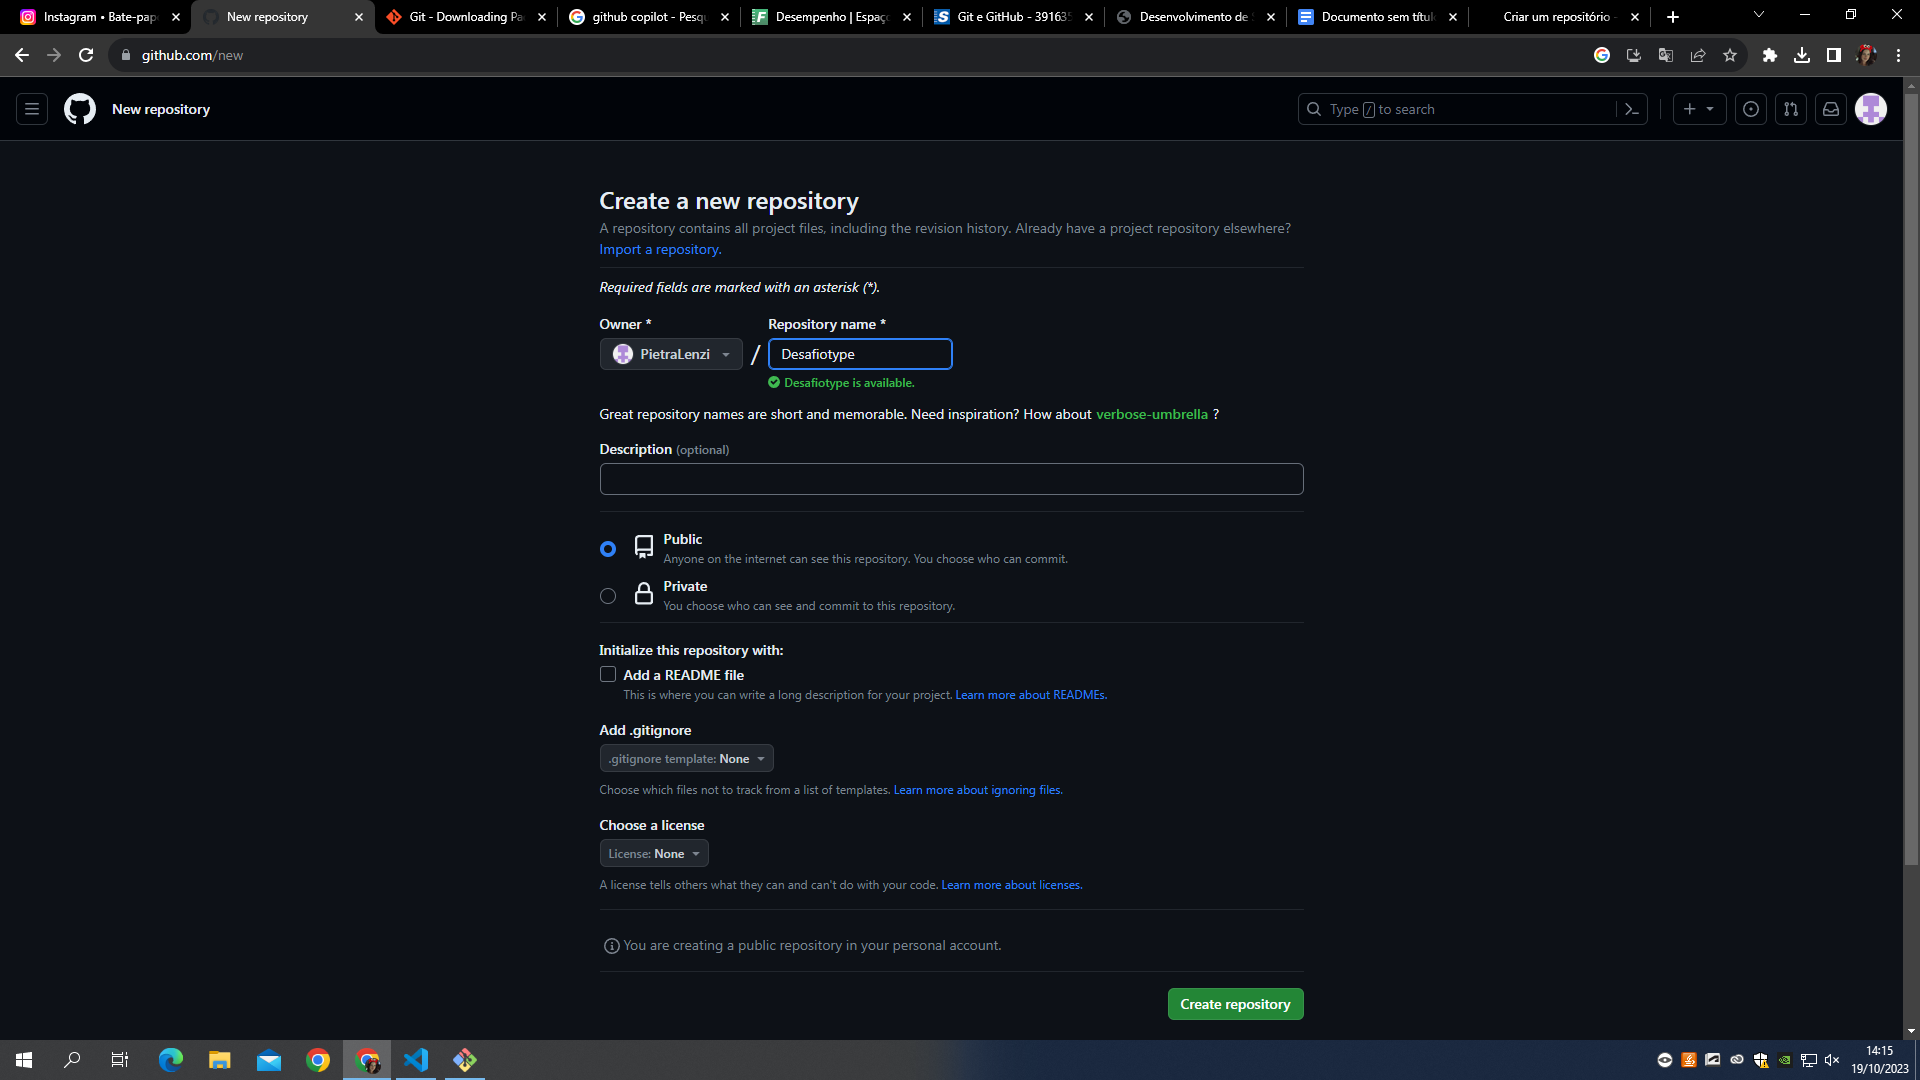 Instagram • Bate-pap
New repository
Git - Downloading Pa
github copilot - Pesqu
Desempenho | Espaç
Git e GitHub - 39163
Desenvolvimento de
Documento sem títul
Criar um repositório
github.com/new
New repository
Type / to search
Create a new repository
A repository contains all project files, including the revision history. Already have a project repository elsewhere?
Import a repository.
Required fields are marked with an asterisk (*).
Owner *
Repository name *
PietraLenzi
/
Desafiotype
Desafiotype is available.
Great repository names are short and memorable. Need inspiration? How about verbose-umbrella ?
Description (optional)
Public
Anyone on the internet can see this repository. You choose who can commit.
Private
You choose who can see and commit to this repository.
Initialize this repository with:
Add a README file
This is where you can write a long description for your project. Learn more about READMEs.
Add .gitignore
.gitignore template: None
Choose which files not to track from a list of templates. Learn more about ignoring files.
Choose a license
License: None
A license tells others what they can and can't do with your code. Learn more about licenses.
You are creating a public repository in your personal account.
Create repository
14:15
19/10/2023